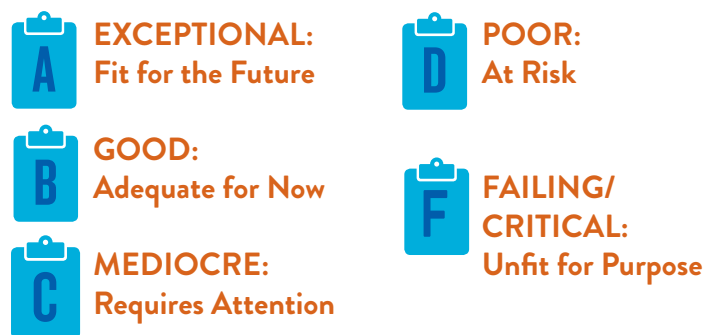 A
EXCEPTIONAL:
Fit for the Future
B
GOOD:
Adequate for Now
C
MEDIOCRE:
Requires Attention
D
POOR:
At Risk
F
FAILING/
CRITICAL:
Unfit for Purpose